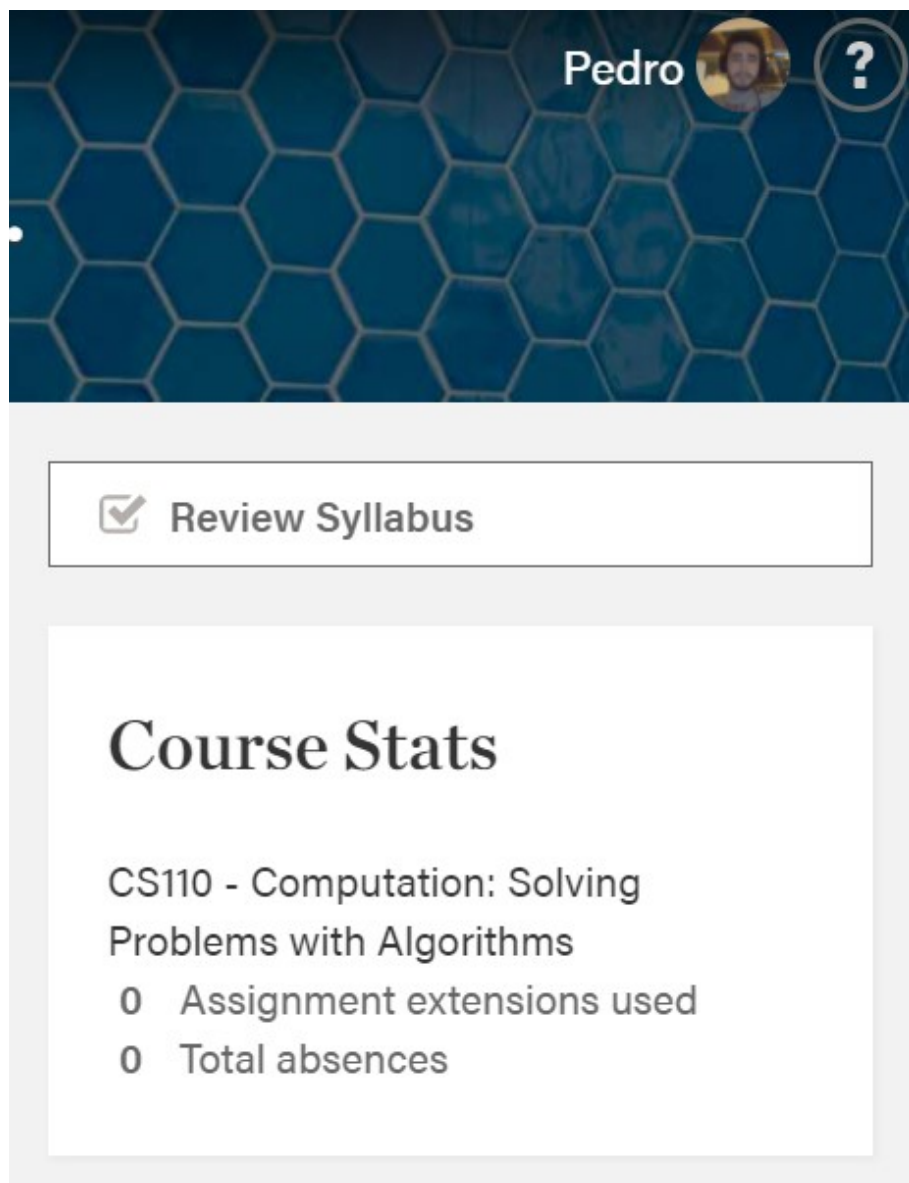 Pedro ?
Review Syllabus
Course Stats
CS110 - Computation: Solving
Problems with Algorithms
0 Assignment extensions used
0 Total absences